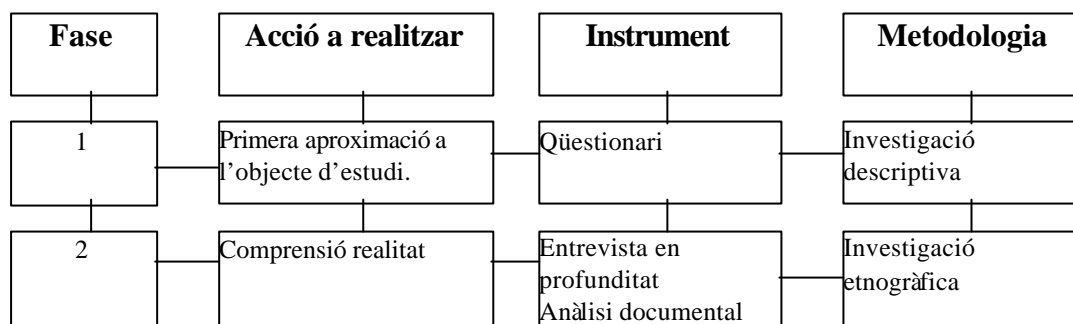 Fase
Acció a realitzar
Instrument
Metodologia
1
Primera aproximació a
l’objecte d’estudi.
Qüestionari
Investigació
descriptiva
2
Comprensió realitat
Entrevista en
profunditat
Anàlisi documental
Investigació
etnogràfica